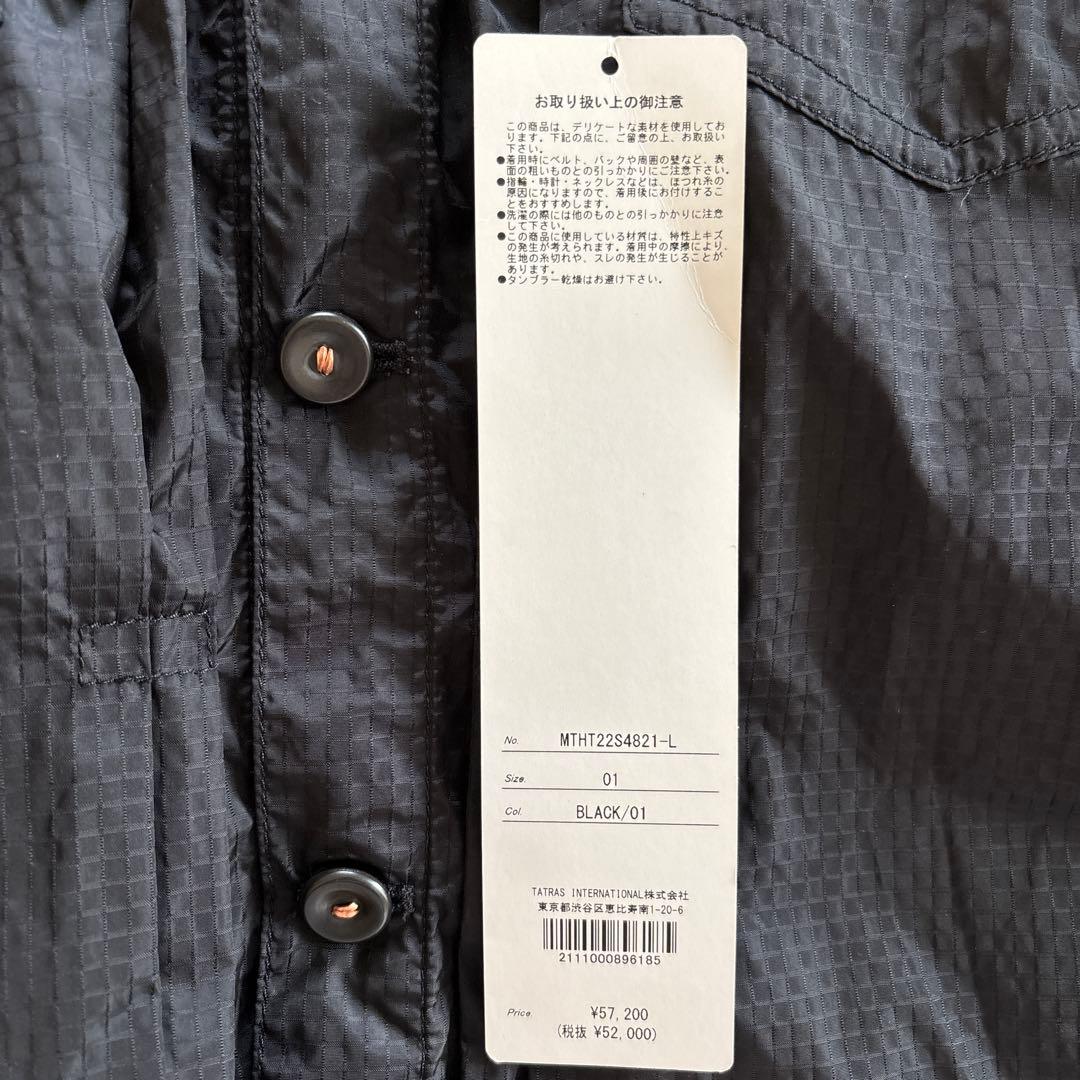 お取り扱い上の御注意
この商品は、デリケートな素材を使用してお
ります。下記の点に、ご留意の上、お取扱い
下さい。
●着用時にベルト、バックや周囲の壁など、表
面の粗いものとの引っかかりにご注意下さい。
●指輪・時計・ネックレスなどは、ほつれ糸の
原因になりますので、着用後にお付けするこ
とをおすすめします。
●洗濯の際には他のものとの引っかかりに注意
して下さい。
●この商品に使用している材質は、特性上キズ
の発生が考えられます。着用中の摩擦により、
生地の糸切れや、スレの発生が生じることが
あります。
●タンブラー乾燥はお避け下さい。
No. MTHT22S4821-L
Size. 01
Col. BLACK/01
TATRAS INTERNATIONAL株式会社
東京都渋谷区恵比寿南1-20-6
2111000896185
Price. ¥57,200
(税抜 ¥52,000)